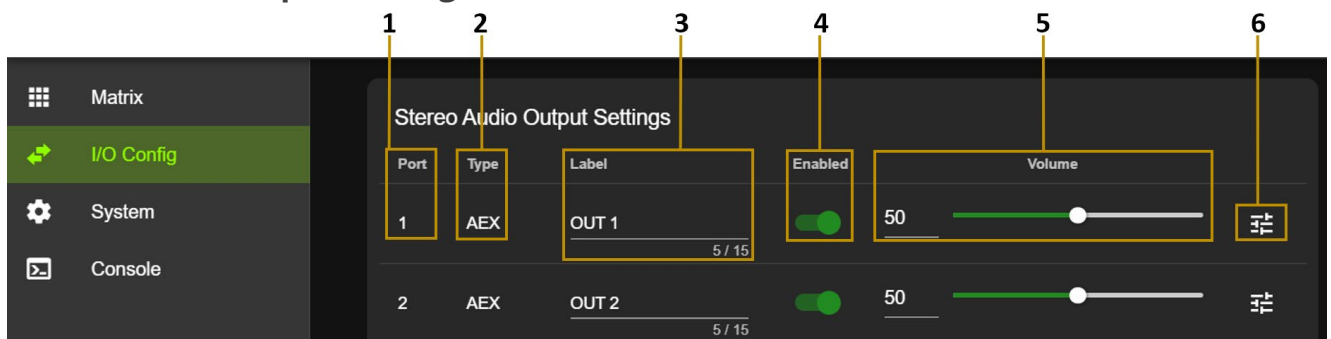 1 2 3 4 5 6
Matrix
I/O Config
System
Console
Stereo Audio Output Settings
Port Type Label Enabled Volume
1 AEX OUT 1 50
5 / 15
2 AEX OUT 2 50
5 / 15